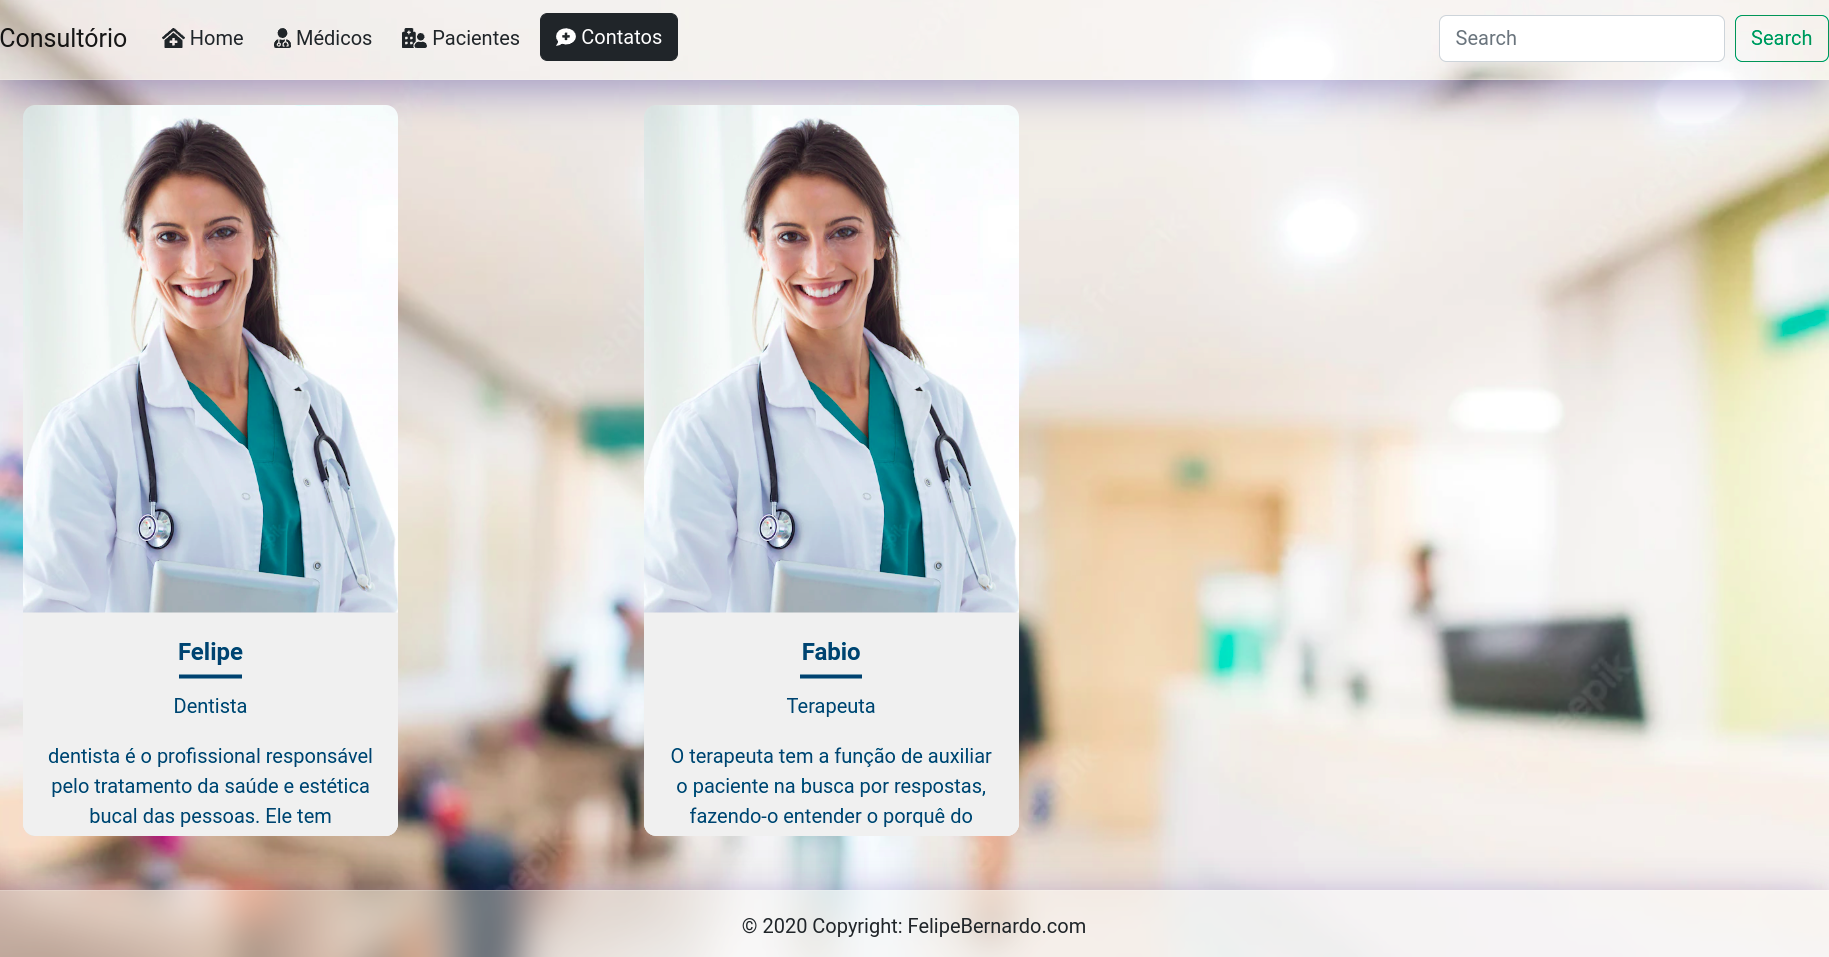 Consultório Home Médicos Pacientes Contatos Search Search
Felipe
Dentista
dentista é o profissional responsável
pelo tratamento da saúde e estética
bucal das pessoas. Ele tem
Fabio
Terapeuta
O terapeuta tem a função de auxiliar
o paciente na busca por respostas,
fazendo-o entender o porquê do
© 2020 Copyright: FelipeBernardo.com